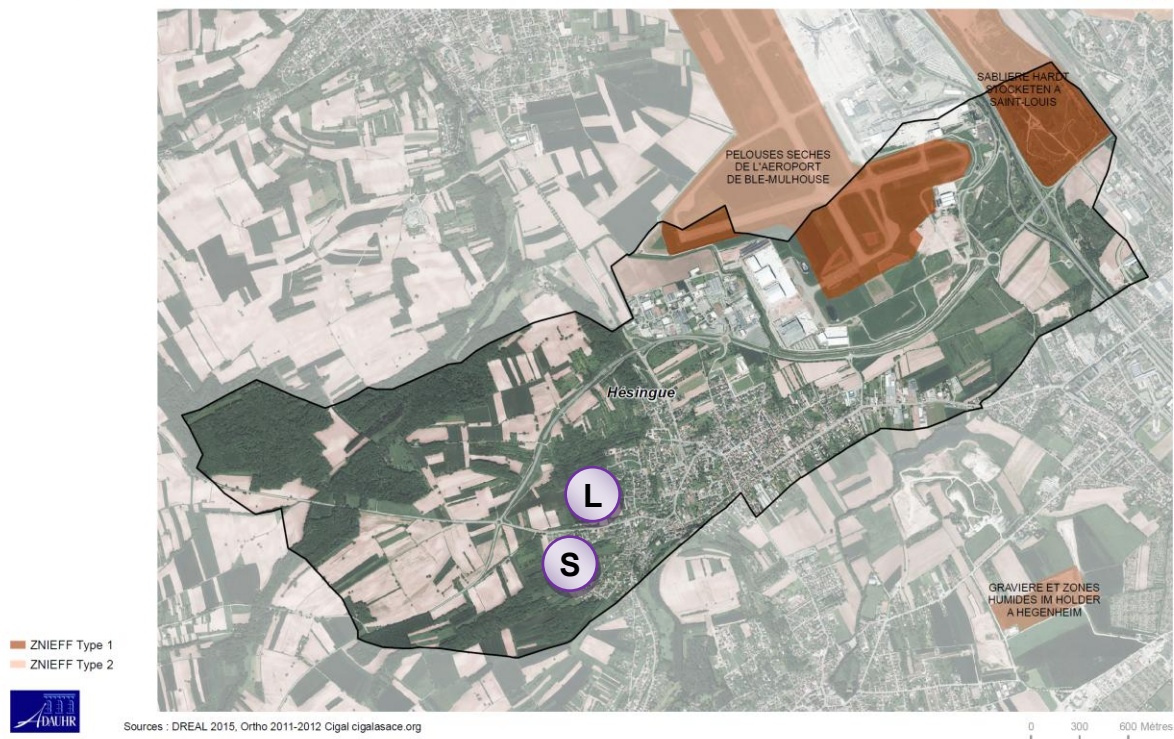 SABLIERE HARDT
STOCKETEN A
SAINT-LOUIS
PELOUSES SECHES
DE L'AEROPORT
DE BLE-MULHOUSE
Hésingue
L
S
GRAVIERE ET ZONES
HUMIDES IM HOLDER
A HEGENHEIM
ZNIEFF Type 1
ZNIEFF Type 2
ADAUHR
Sources : DREAL 2015, Ortho 2011-2012 Cigal cigalasace.org
0 300 600 Mètres